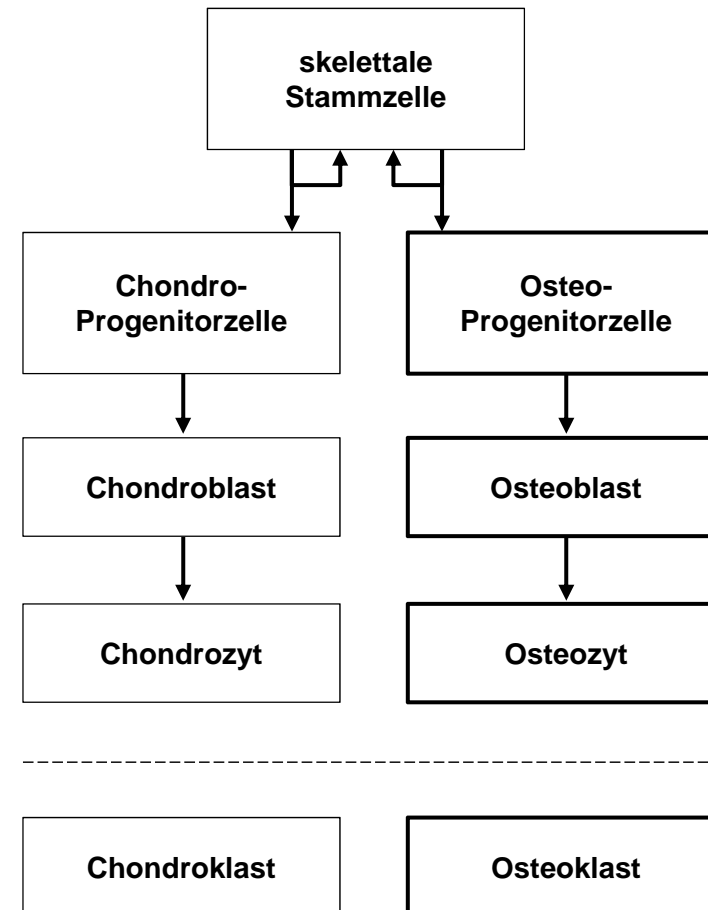 skelettale
Stammzelle
Chondro-
Progenitorzelle
Osteo-
Progenitorzelle
Chondroblast
Osteoblast
Chondrozyt
Osteozyt
Chondroklast
Osteoklast